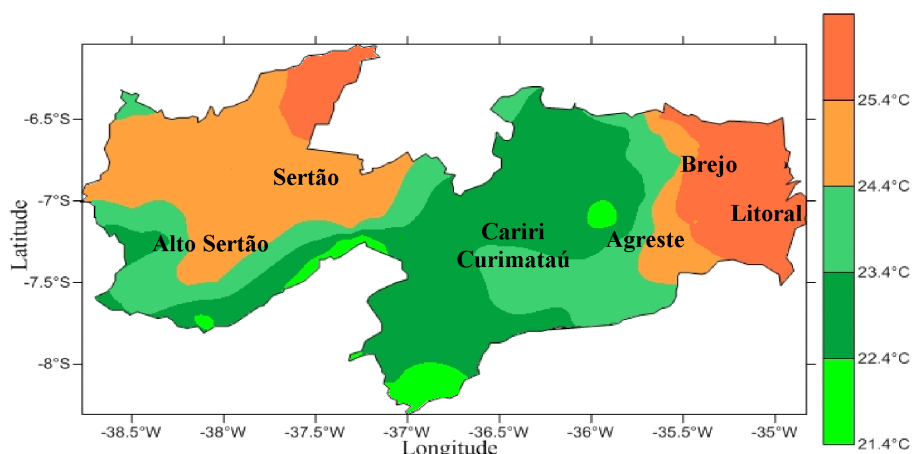 25.4°C
24.4°C
23.4°C
22.4°C
21.4°C
Latitude
-6.5°S
-7°S
-7.5°S
-8°S
Sertão
Brejo
Litoral
Alto Sertão
Cariri
Curimataú
Agreste
-38.5°W -38°W -37.5°W -37°W -36.5°W -36°W -35.5°W -35°W
Longitude